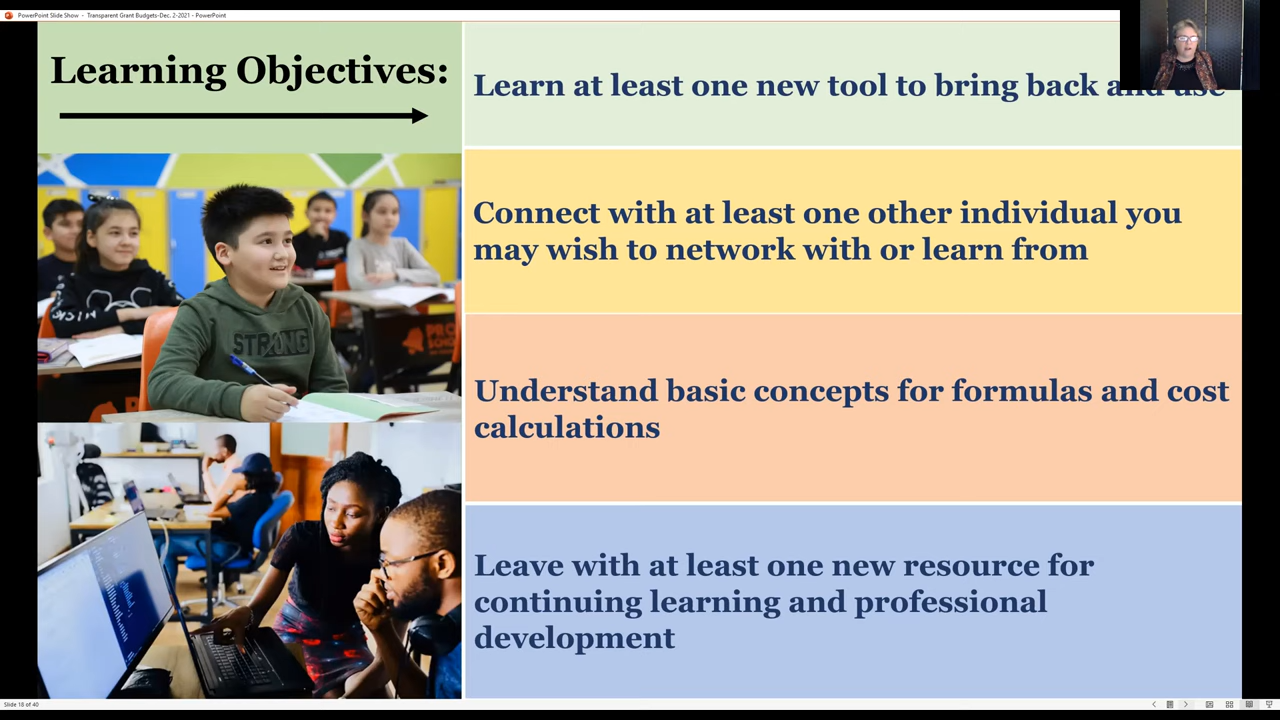 PowerPoint Slide Show - Transparent Grant Budgets-Dec. 2-2021 - PowerPoint
Learning Objectives:
Learn at least one new tool to bring back and use
Connect with at least one other individual you
may wish to network with or learn from
STRONG
Understand basic concepts for formulas and cost
calculations
Leave with at least one new resource for
continuing learning and professional
development
Slide 18 of 40